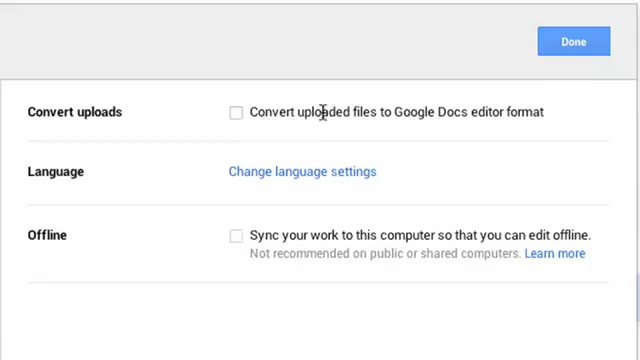 Done
Convert uploads
Convert uploaded files to Google Docs editor format
Language
Change language settings
Offline
Sync your work to this computer so that you can edit offline.
Not recommended on public or shared computers. Learn more